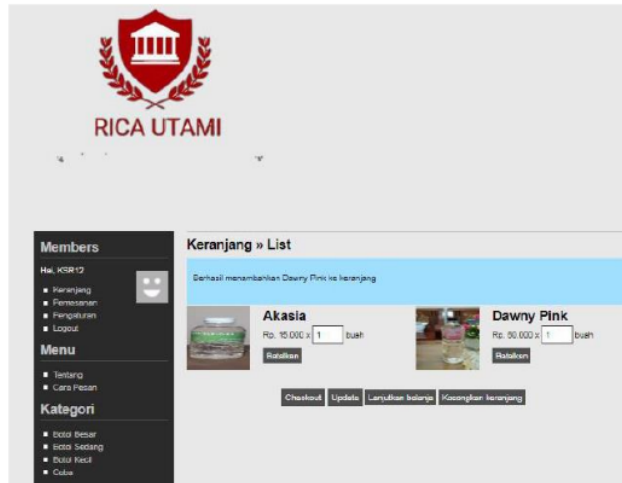 RICA UTAMI
Members
Hai, KSR12
Keranjang
Pemesanan
Pengaturan
Logout
Menu
Tentang
Cara Pesan
Kategori
Botol Besar
Botol Sedang
Botol Kecil
Coba
Keranjang » List
Berhasil menambahkan Dawny Pink ke keranjang
Akasia
Rp. 15.000 x 1 buah
Batalkan
Dawny Pink
Rp. 50.000 x 1 buah
Batalkan
Checkout Update Lanjutkan belanja Kosongkan keranjang